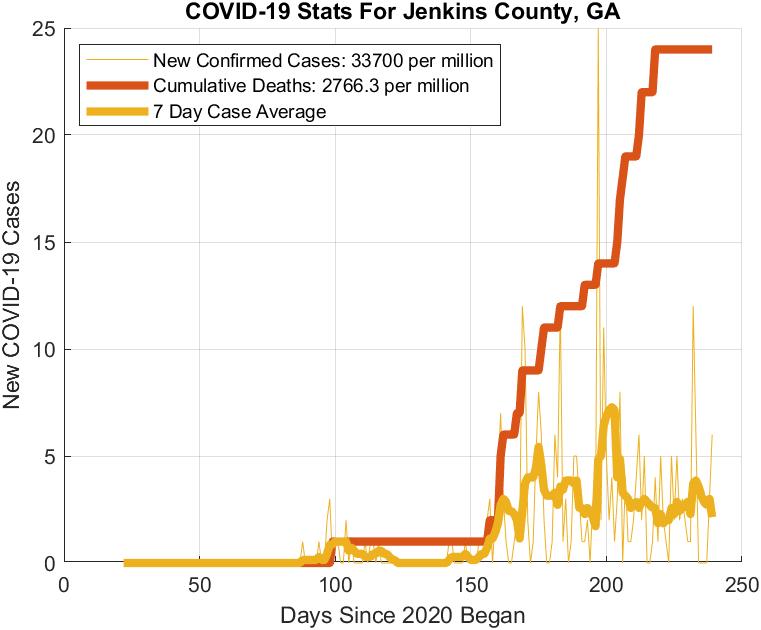 COVID-19 Stats For Jenkins County, GA
New Confirmed Cases: 33700 per million
Cumulative Deaths: 2766.3 per million
7 Day Case Average
New COVID-19 Cases
25
20
15
10
5
0
0 50 100 150 200 250
Days Since 2020 Began